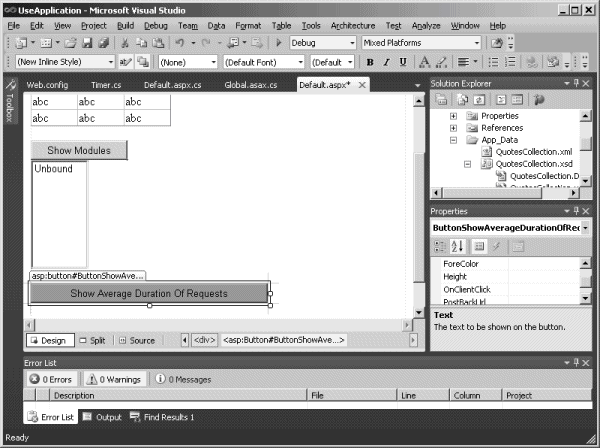 UseApplication - Microsoft Visual Studio
File Edit View Project Build Debug Team Data Format Table Tools Architecture Test Analyze Window Help
Debug Mixed Platforms
(New Inline Style) (None) (Default Font) (Default B I U A
Toolbox
Web.config Timer.cs Default.aspx.cs Global.asax.cs Default.aspx*
abc abc abc
abc abc abc
Show Modules
Unbound
asp:button#ButtonShowAve...
Show Average Duration Of Requests
Design Split Source <div> <asp:Button#ButtonShowAve...>
Solution Explorer
Properties
References
App_Data
QuotesCollection.xml
QuotesCollection.xsd
QuotesCollection.D
Properties
ButtonShowAverageDurationOfRec
ForeColor
Height
OnClientClick
PostBackUrl
Text
The text to be shown on the button.
Error List
0 Errors 0 Warnings 0 Messages
Description File Line Column Project
Error List Output Find Results 1
Ready